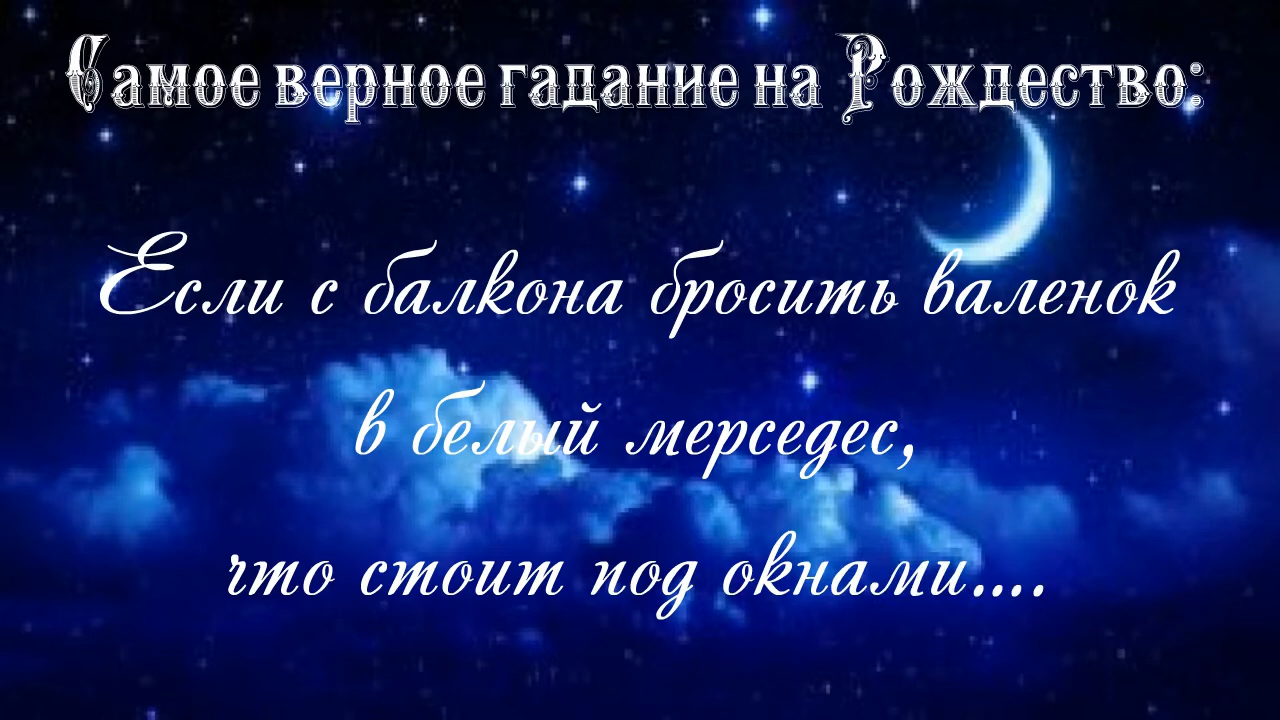 Самое верное гадание на Рождество:
Если с балкона бросить валенок
в белый мерседес,
что стоит под окнами....